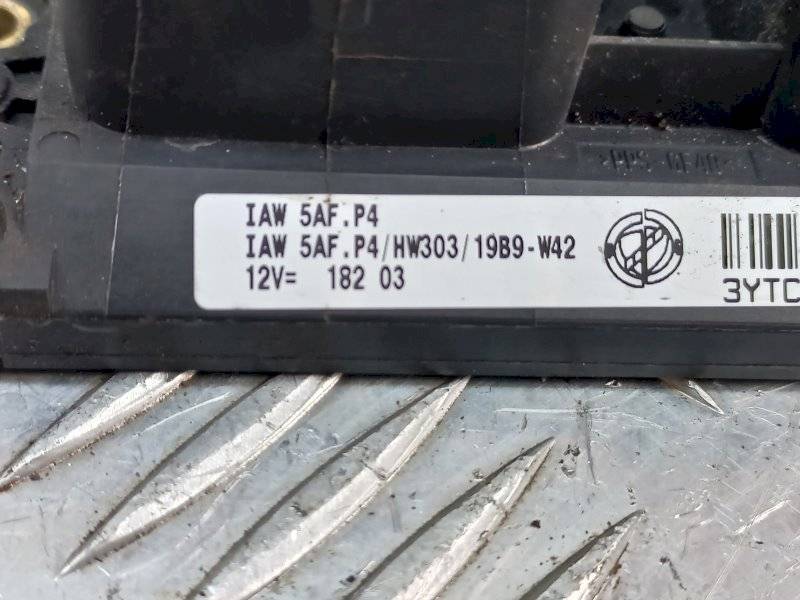 IAW 5AF.P4
IAW 5AF.P4/HW303/19B9-W42
12V= 182 03
3YTC